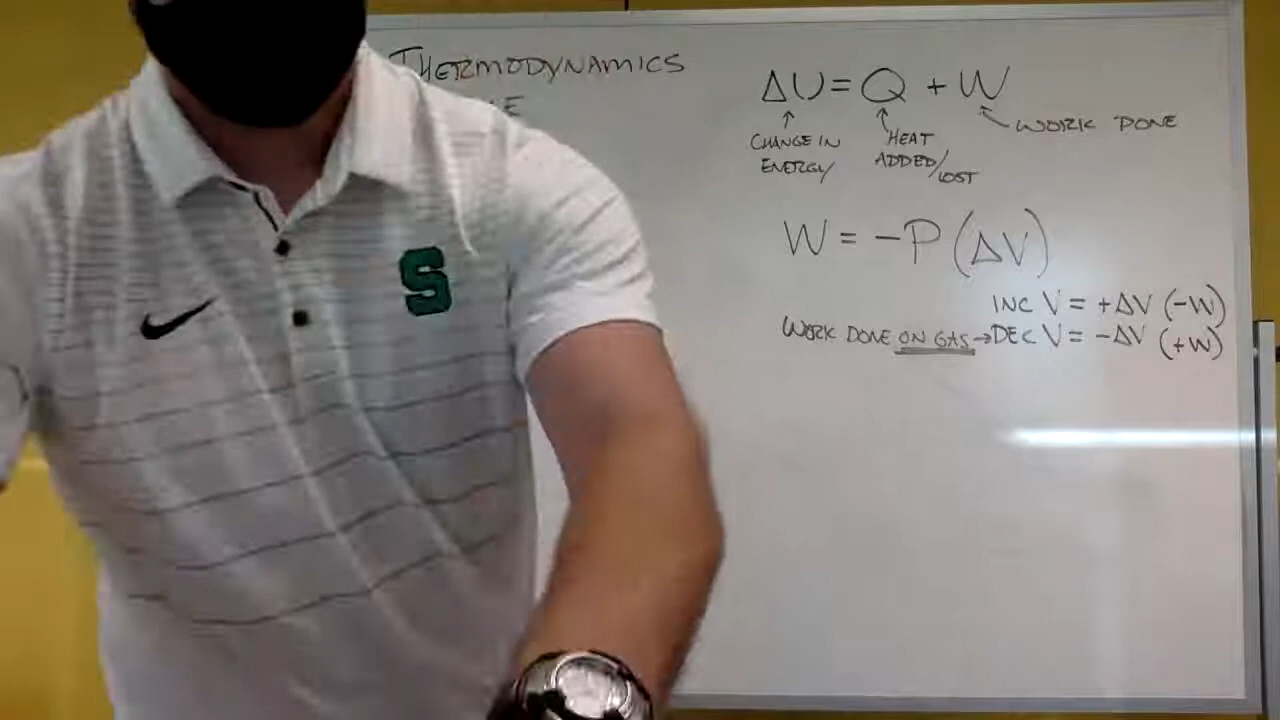 THERMODYNAMICS
ΔU = Q + W
CHANGE IN
ENERGY
HEAT
ADDED/LOST
WORK DONE
W = -P(ΔV)
INC V = +ΔV (-W)
WORK DONE ON GAS → DEC V = -ΔV (+W)
S